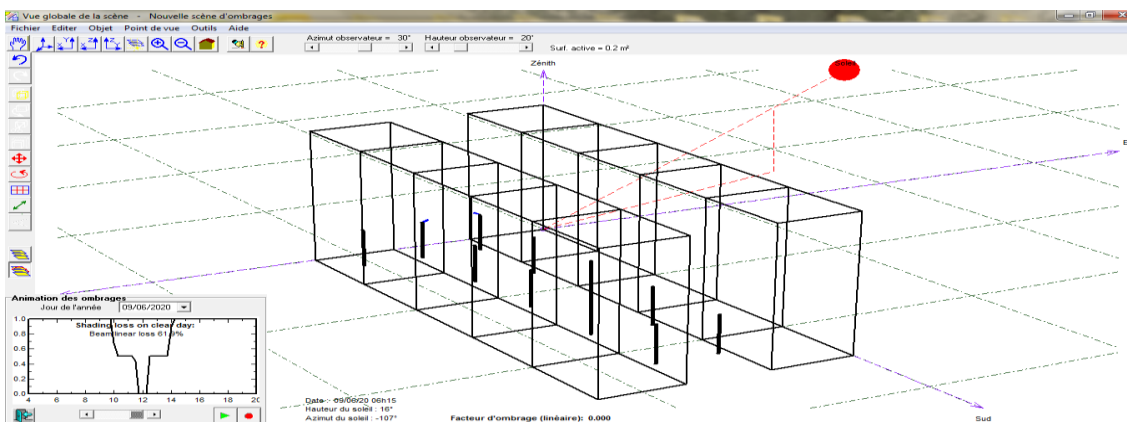 Vue globale de la scène - Nouvelle scène d'ombrages
Fichier Editer Objet Point de vue Outils Aide
Azimut observateur = 30° Hauteur observateur = 20°
Surf. active = 0.2 m²
Zénith
Soleil
E
Sud
Animation des ombrages
Jour de l'année 09/06/2020
1.0
Shading loss on clear day:
Beam linear loss 61.9%
0.8
0.6
0.4
0.2
0.0
4 6 8 10 12 14 16 18 20
Date : 09/06/20 06h15
Hauteur du soleil : 16°
Azimut du soleil : -107°
Facteur d'ombrage (linéaire): 0.000